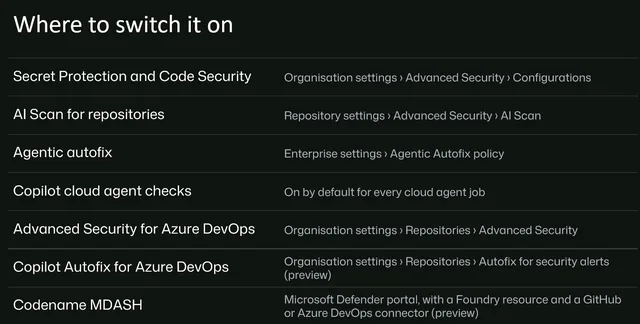 Where to switch it on
Secret Protection and Code Security
Organisation settings › Advanced Security › Configurations
AI Scan for repositories
Repository settings › Advanced Security › AI Scan
Agentic autofix
Enterprise settings › Agentic Autofix policy
Copilot cloud agent checks
On by default for every cloud agent job
Advanced Security for Azure DevOps
Organisation settings › Repositories › Advanced Security
Copilot Autofix for Azure DevOps
Organisation settings › Repositories › Autofix for security alerts
(preview)
Codename MDASH
Microsoft Defender portal, with a Foundry resource and a GitHub
or Azure DevOps connector (preview)